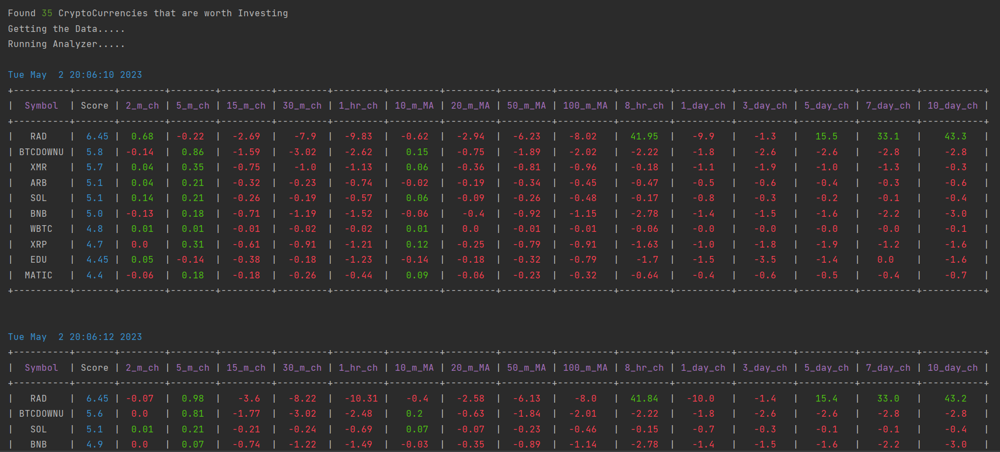 Found 35 CryptoCurrencies that are worth Investing
Getting the Data.....
Running Analyzer.....
Tue May  2 20:06:10 2023
+----------+-------+--------+--------+---------+----------+---------+---------+---------+---------+----------+---------+----------+----------+----------+----------+-----------+
|  Symbol  | Score | 2_m_ch | 5_m_ch | 15_m_ch | 30_m_ch | 1_hr_ch | 10_m_MA | 20_m_MA | 50_m_MA | 100_m_MA | 8_hr_ch | 1_day_ch | 3_day_ch | 5_day_ch | 7_day_ch | 10_day_ch |
+----------+-------+--------+--------+---------+----------+---------+---------+---------+---------+----------+---------+----------+----------+----------+----------+-----------+
|   RAD    |  6.45 |  0.68  | -0.22  |  -2.69  |   -7.9  |  -9.83  | -0.62  |  -2.94  |  -6.23  |  -8.02  |  41.95  |  -9.9  |  -1.3  |  15.5  |  33.1  |  43.3  |
| BTCDOWNU |  5.8  | -0.14  |  0.86  |  -1.59  |  -3.02  |  -2.62  |  0.15  |  -0.75  |  -1.89  |  -2.02  |  -2.22  |  -1.8  |  -2.6  |  -2.6  |  -2.8  |  -2.8  |
|   XMR    |  5.7  |  0.04  |  0.35  |  -0.75  |  -1.0  |  -1.13  |  0.06  |  -0.36  |  -0.81  |  -0.96  |  -0.18  |  -1.1  |  -1.9  |  -1.0  |  -1.3  |  -0.3  |
|   ARB    |  5.1  |  0.04  |  0.21  |  -0.32  |  -0.23  |  -0.74  | -0.02  |  -0.19  |  -0.34  |  -0.45  |  -0.47  |  -0.5  |  -0.6  |  -0.4  |  -0.3  |  -0.6  |
|   SOL    |  5.1  |  0.14  |  0.21  |  -0.26  |  -0.19  |  -0.57  |  0.06  |  -0.09  |  -0.26  |  -0.48  |  -0.17  |  -0.8  |  -0.3  |  -0.2  |  -0.1  |  -0.4  |
|   BNB    |  5.0  | -0.13  |  0.18  |  -0.71  |  -1.19  |  -1.52  | -0.06  |   -0.4  |  -0.92  |  -1.15  |  -2.78  |  -1.4  |  -1.5  |  -1.6  |  -2.2  |  -3.0  |
|   WBTC   |  4.8  |  0.01  |  0.01  |  -0.01  |  -0.02  |  -0.02  |  0.01  |   0.0   |  -0.01  |  -0.01  |  -0.06  |  -0.0  |  -0.0  |  -0.0  |  -0.0  |  -0.1  |
|   XRP    |  4.7  |  0.0   |  0.31  |  -0.61  |  -0.91  |  -1.21  |  0.12  |  -0.25  |  -0.79  |  -0.91  |  -1.63  |  -1.0  |  -1.8  |  -1.9  |  -1.2  |  -1.6  |
|   EDU    |  4.45 |  0.05  | -0.14  |  -0.38  |  -0.18  |  -1.23  | -0.14  |  -0.18  |  -0.32  |  -0.79  |  -1.7  |  -1.5  |  -3.5  |  -1.4  |  0.0  |  -1.6  |
|  MATIC   |  4.4  | -0.06  |  0.18  |  -0.18  |  -0.26  |  -0.44  |  0.09  |  -0.06  |  -0.23  |  -0.32  |  -0.64  |  -0.4  |  -0.6  |  -0.5  |  -0.4  |  -0.7  |
+----------+-------+--------+--------+---------+----------+---------+---------+---------+---------+----------+---------+----------+----------+----------+----------+-----------+
Tue May  2 20:06:12 2023
+----------+-------+--------+--------+---------+----------+---------+---------+---------+---------+----------+---------+----------+----------+----------+----------+-----------+
|  Symbol  | Score | 2_m_ch | 5_m_ch | 15_m_ch | 30_m_ch | 1_hr_ch | 10_m_MA | 20_m_MA | 50_m_MA | 100_m_MA | 8_hr_ch | 1_day_ch | 3_day_ch | 5_day_ch | 7_day_ch | 10_day_ch |
+----------+-------+--------+--------+---------+----------+---------+---------+---------+---------+----------+---------+----------+----------+----------+----------+-----------+
|   RAD    |  6.45 | -0.07  |  0.98  |   -3.6  |  -8.22  |  -10.31 |  -0.4  |  -2.58  |  -6.13  |  -8.0  |  41.84  | -10.0  |  -1.4  |  15.4  |  33.0  |  43.2  |
| BTCDOWNU |  5.6  |  0.0   |  0.81  |  -1.77  |  -3.02  |  -2.48  |  0.2   |  -0.63  |  -1.84  |  -2.01  |  -2.22  |  -1.8  |  -2.6  |  -2.6  |  -2.8  |  -2.8  |
|   SOL    |  5.1  |  0.01  |  0.21  |  -0.21  |  -0.24  |  -0.69  |  0.07  |  -0.07  |  -0.23  |  -0.46  |  -0.15  |  -0.7  |  -0.3  |  -0.1  |  -0.1  |  -0.4  |
|   BNB    |  4.9  |  0.0   |  0.07  |  -0.74  |  -1.22  |  -1.49  | -0.03  |  -0.35  |  -0.89  |  -1.14  |  -2.78  |  -1.4  |  -1.5  |  -1.6  |  -2.2  |  -3.0  |